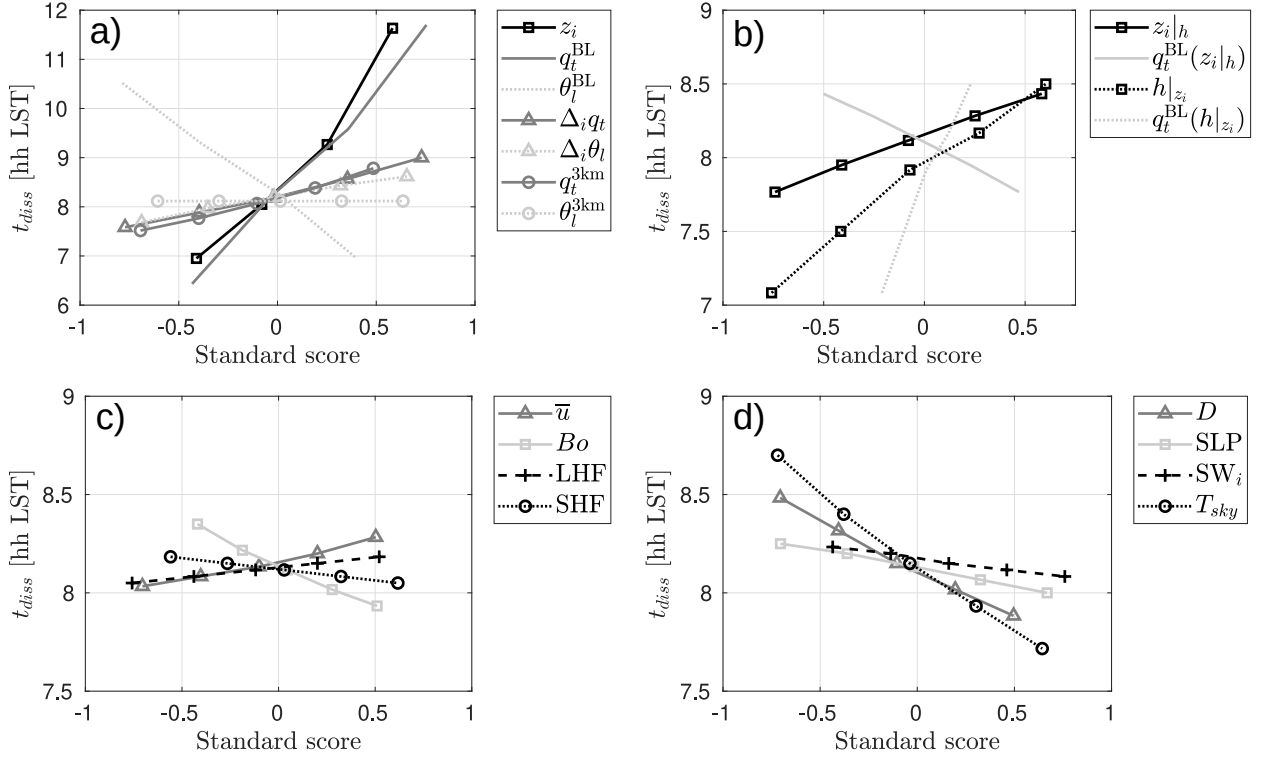 a)
12
11
10
9
8
7
6
-1
-0.5
0
0.5
1
t_diss [hh LST]
Standard score
z_i
q_t^BL
θ_l^BL
Δ_i q_t
Δ_i θ_l
q_t^3km
θ_l^3km
b)
9
8.5
8
7.5
7
-1
-0.5
0
0.5
t_diss [hh LST]
Standard score
z_i|_h
q_t^BL(z_i|_h)
h|_z_i
q_t^BL(h|_z_i)
c)
9
8.5
8
7.5
-1
-0.5
0
0.5
1
t_diss [hh LST]
Standard score
u̅
Bo
LHF
SHF
d)
9
8.5
8
7.5
-1
-0.5
0
0.5
1
t_diss [hh LST]
Standard score
D
SLP
SW_i
T_sky